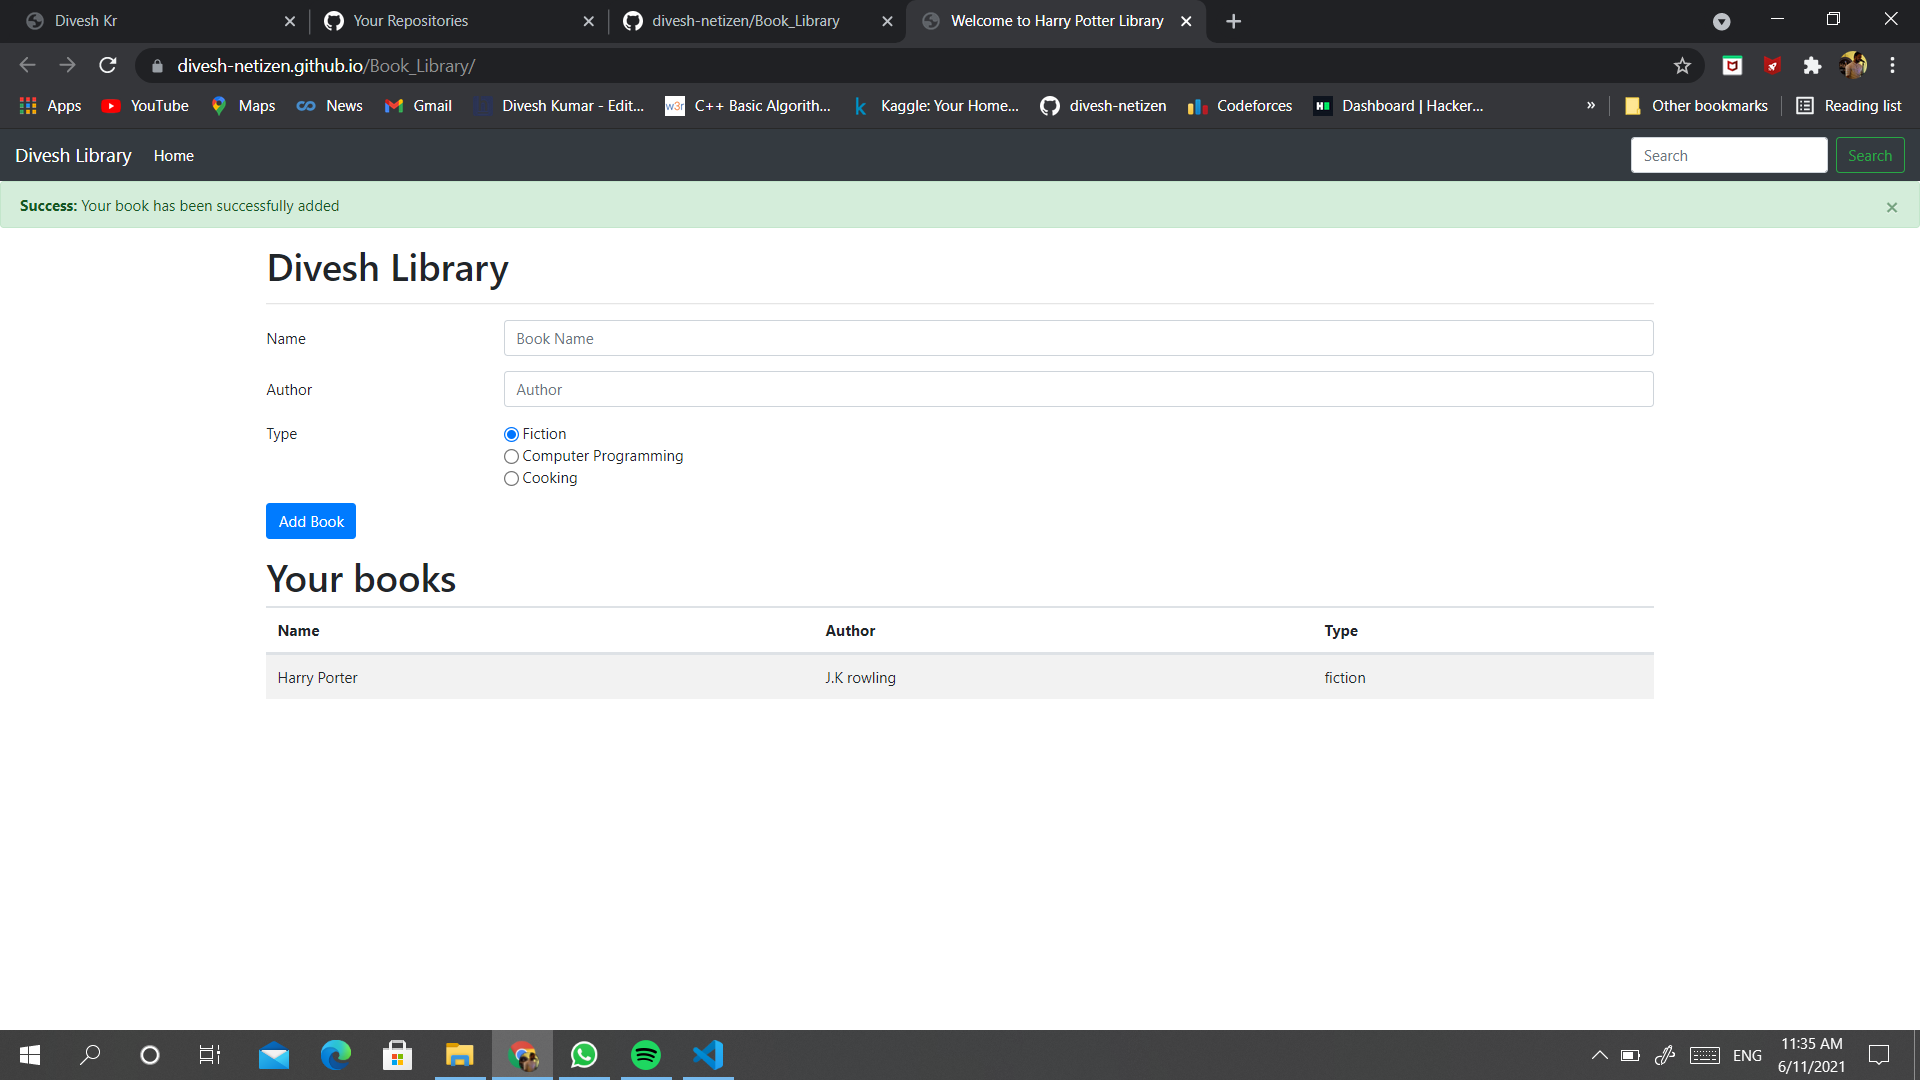 Divesh Kr
Your Repositories
divesh-netizen/Book_Library
Welcome to Harry Potter Library
divesh-netizen.github.io/Book_Library/
Apps
YouTube
Maps
News
Gmail
Divesh Kumar - Edit...
w3r
C++ Basic Algorith...
k
Kaggle: Your Home...
divesh-netizen
Codeforces
H
Dashboard | Hacker...
»
Other bookmarks
Reading list
Divesh Library
Home
Search
Search
Success: Your book has been successfully added
×
Divesh Library
Name
Book Name
Author
Author
Type
Fiction
Computer Programming
Cooking
Add Book
Your books
Name Author Type
Harry Porter J.K rowling fiction
ENG
11:35 AM
6/11/2021